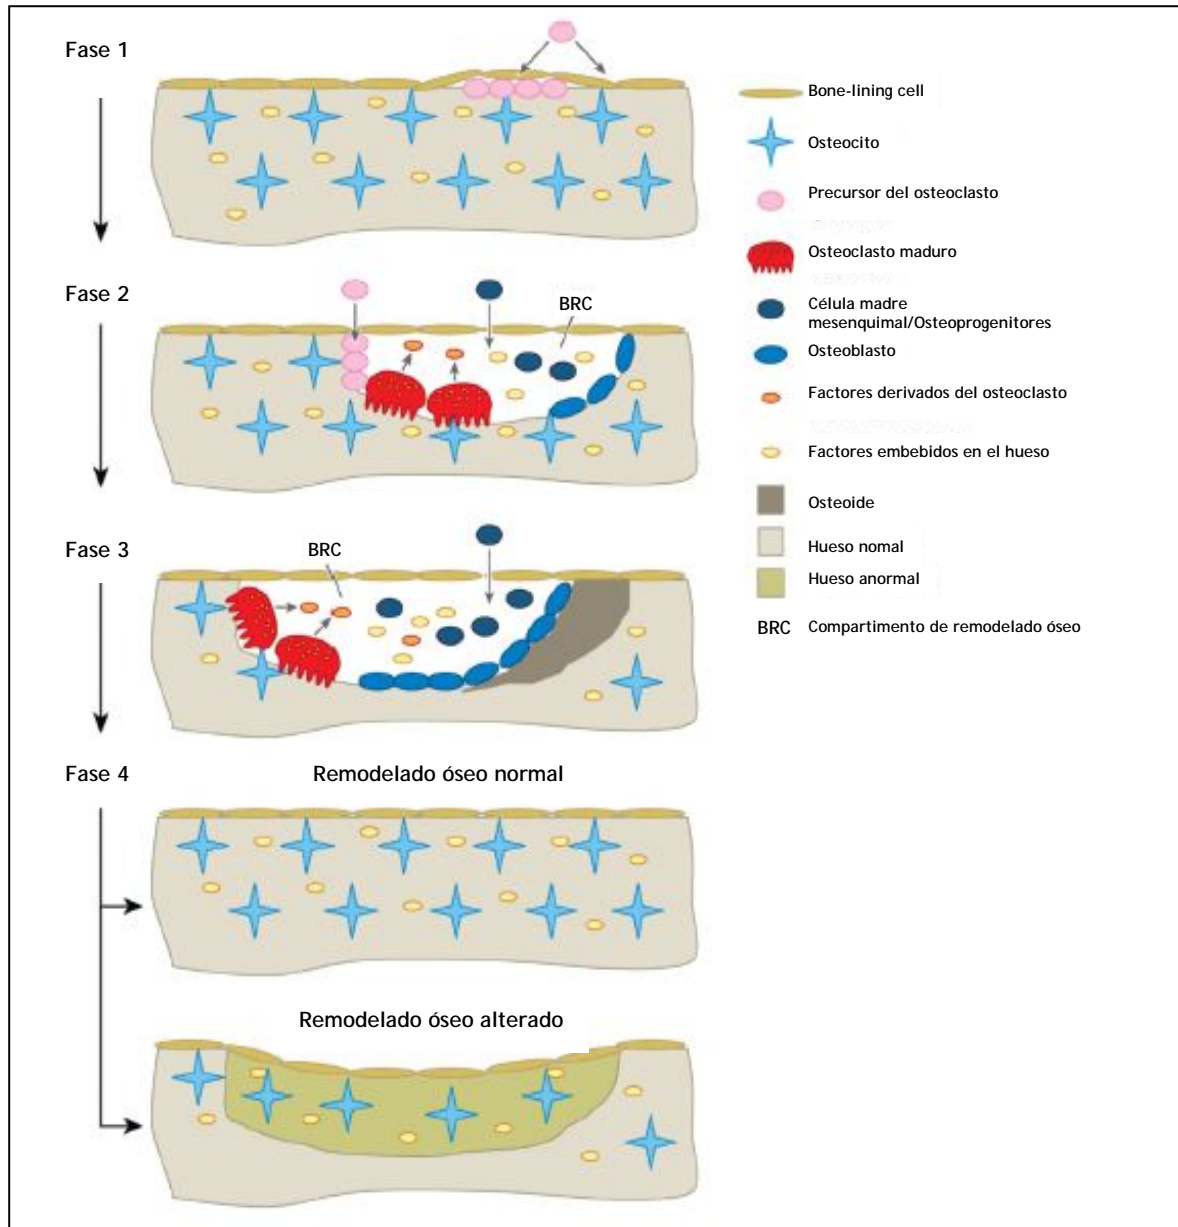 Fase 1
Bone-lining cell
Osteocito
Precursor del osteoclasto
Osteoclasto maduro
Fase 2
BRC
Célula madre
mesenquimal/Osteoprogenitores
Osteoblasto
Factores derivados del osteoclasto
Factores embebidos en el hueso
Osteoide
Fase 3
BRC
Hueso nomal
Hueso anormal
BRC Compartimento de remodelado óseo
Fase 4
Remodelado óseo normal
Remodelado óseo alterado